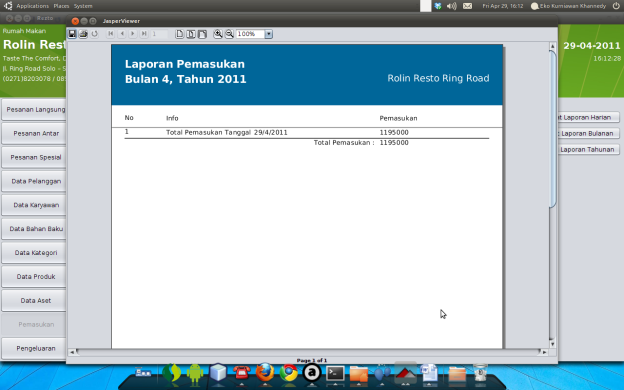 Applications Places System
Fri Apr 29, 16:12
Eko Kurniawan Khannedy
Resto
JasperViewer
Rumah Makan
Rolin Rest
Taste The Comfort,
Jl. Ring Road Solo - S
(0271)8203078 / 08
29-04-2011
16:12:28
1
100%
Laporan Pemasukan
Bulan 4, Tahun 2011
Rolin Resto Ring Road
No Info Pemasukan
1 Total Pemasukan Tanggal 29/4/2011 1195000
Total Pemasukan : 1195000
Pesanan Langsung
Pesanan Antar
Pesanan Spesial
Data Pelanggan
Data Karyawan
Data Bahan Baku
Data Kategori
Data Produk
Data Aset
Pemasukan
Pengeluaran
t Laporan Harian
Laporan Bulanan
Laporan Tahunan
Page 1 of 1